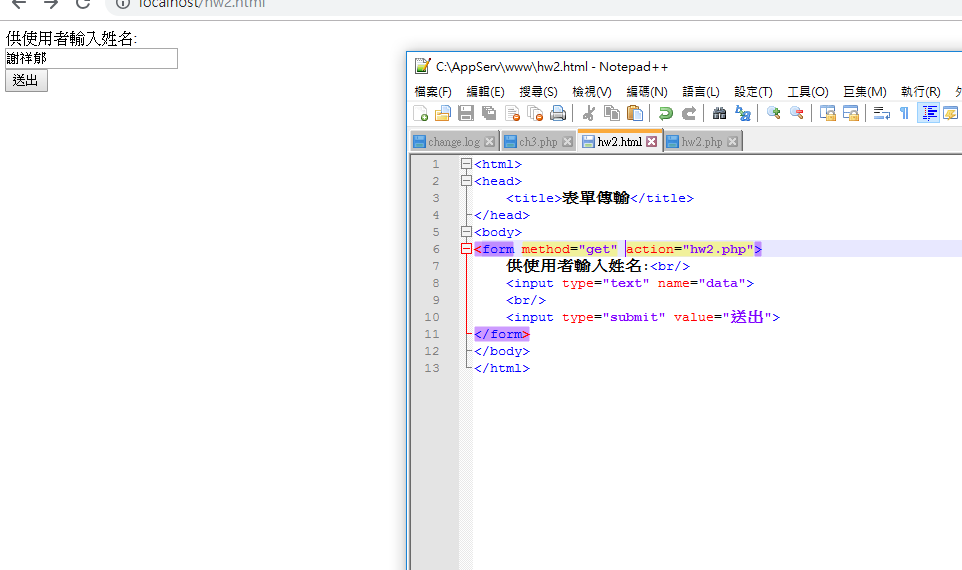 localhost/hw2.html
供使用者輸入姓名:
謝祥郁
送出
C:\AppServ\www\hw2.html - Notepad++
檔案(F) 編輯(E) 搜尋(S) 檢視(V) 編碼(N) 語言(L) 設定(T) 工具(O) 巨集(M) 執行(R)
change.log ch3.php hw2.html hw2.php
1 <html>
2 <head>
3 <title>表單傳輸</title>
4 </head>
5 <body>
6 <form method="get" action="hw2.php">
7 供使用者輸入姓名:<br/>
8 <input type="text" name="data">
9 <br/>
10 <input type="submit" value="送出">
11 </form>
12 </body>
13 </html>